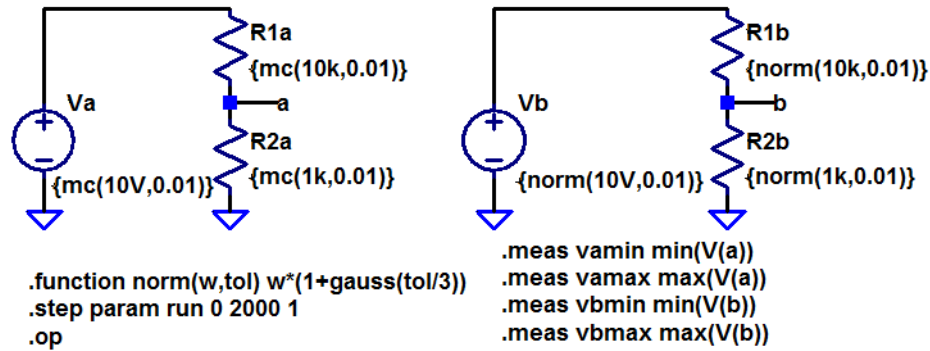 R1a
{mc(10k,0.01)}
a
Va
R2a
{mc(10V,0.01)}
{mc(1k,0.01)}
R1b
{norm(10k,0.01)}
b
Vb
R2b
{norm(10V,0.01)}
{norm(1k,0.01)}
.function norm(w,tol) w*(1+gauss(tol/3))
.step param run 0 2000 1
.op
.meas vamin min(V(a))
.meas vamax max(V(a))
.meas vbmin min(V(b))
.meas vbmax max(V(b))